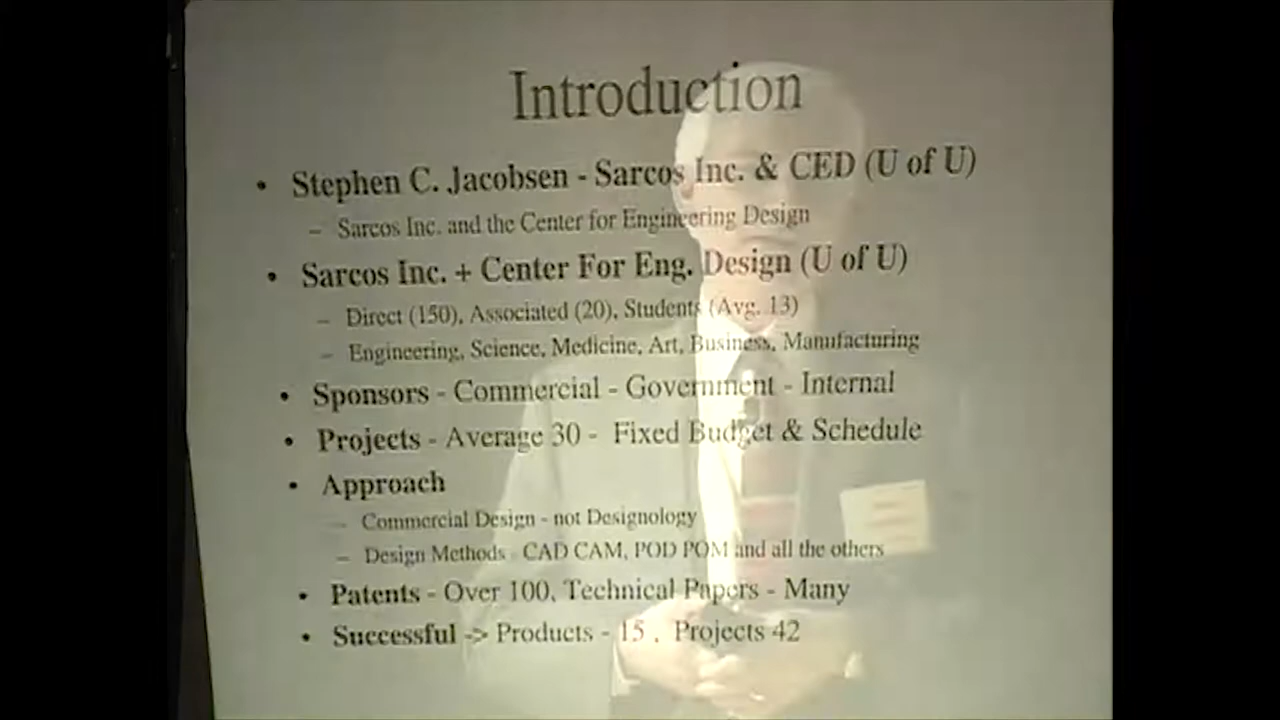 Introduction
• Stephen C. Jacobsen - Sarcos Inc. & CED (U of U)
– Sarcos Inc. and the Center for Engineering Design
• Sarcos Inc. + Center For Eng. Design (U of U)
– Direct (150), Associated (20), Students (Avg. 13)
– Engineering, Science, Medicine, Art, Business, Manufacturing
• Sponsors - Commercial - Government - Internal
• Projects - Average 30 - Fixed Budget & Schedule
• Approach
– Commercial Design - not Designology
– Design Methods - CAD CAM, POD POM and all the others
• Patents - Over 100, Technical Papers - Many
• Successful -> Products - 15 , Projects 42